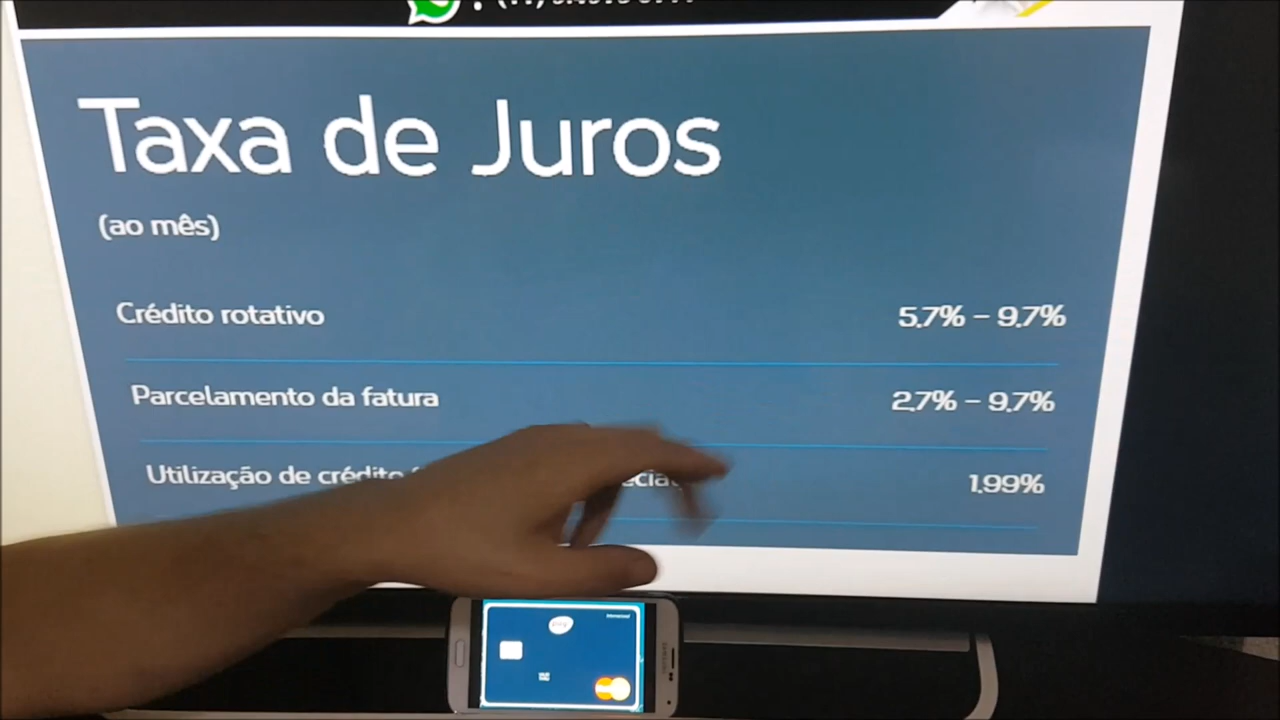 Taxa de Juros
(ao mês)
Crédito rotativo 5,7% – 9,7%
Parcelamento da fatura 2,7% – 9,7%
Utilização de crédito 1,99%